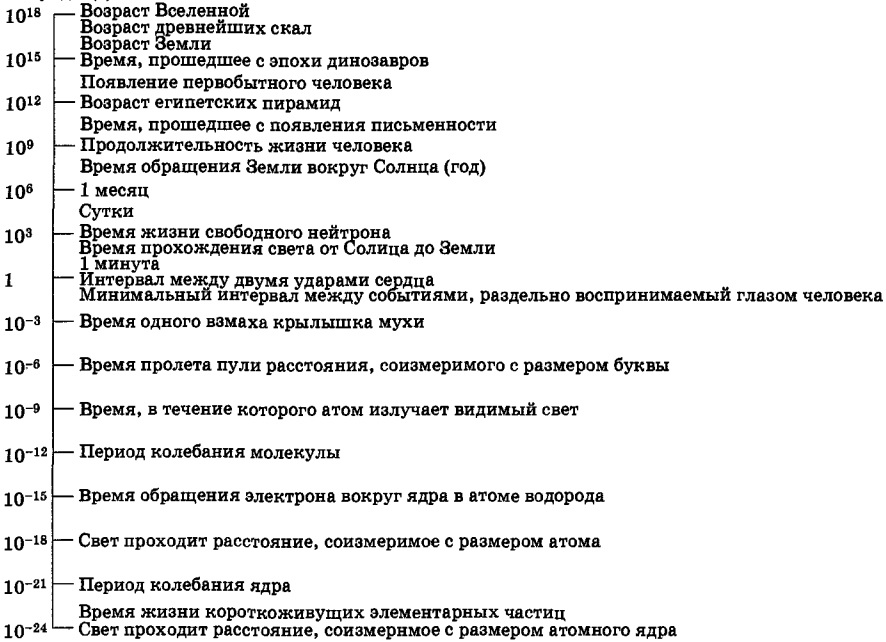 10¹⁸ Возраст Вселенной
Возраст древнейших скал
Возраст Земли
10¹⁵ Время, прошедшее с эпохи динозавров
Появление первобытного человека
10¹² Возраст египетских пирамид
Время, прошедшее с появления письменности
10⁹ Продолжительность жизни человека
Время обращения Земли вокруг Солнца (год)
10⁶ 1 месяц
Сутки
10³ Время жизни свободного нейтрона
Время прохождения света от Солнца до Земли
1 минута
1 Интервал между двумя ударами сердца
Минимальный интервал между событиями, раздельно воспринимаемый глазом человека
10⁻³ Время одного взмаха крылышка мухи
10⁻⁶ Время пролета пули расстояния, соизмеримого с размером буквы
10⁻⁹ Время, в течение которого атом излучает видимый свет
10⁻¹² Период колебания молекулы
10⁻¹⁵ Время обращения электрона вокруг ядра в атоме водорода
10⁻¹⁸ Свет проходит расстояние, соизмеримое с размером атома
10⁻²¹ Период колебания ядра
Время жизни короткоживущих элементарных частиц
10⁻²⁴ Свет проходит расстояние, соизмеримое с размером атомного ядра